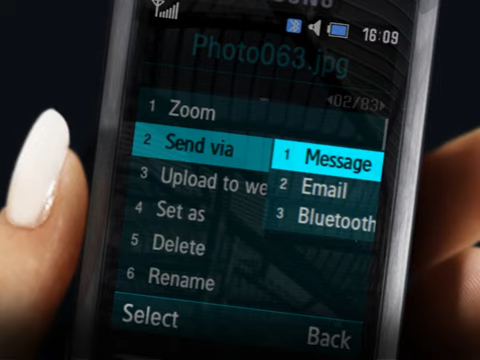 16:09
Photo063.jpg
02/83
1 Zoom
2 Send via
1 Message
3 Upload to we
2 Email
3 Bluetooth
4 Set as
5 Delete
6 Rename
Select
Back